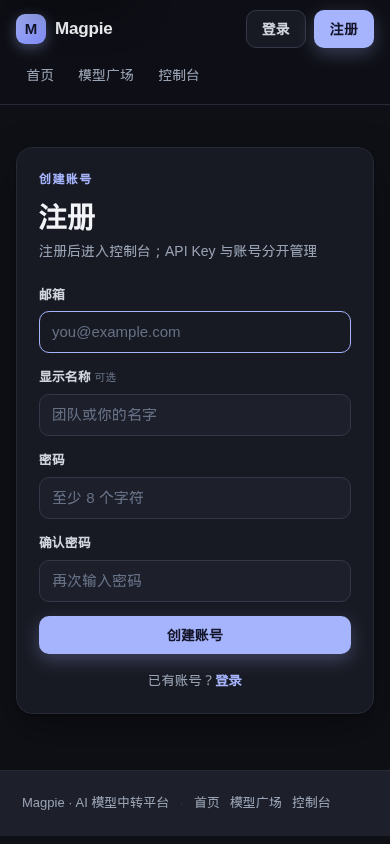 M Magpie 登录 注册
首页 模型广场 控制台
创建账号
注册
注册后进入控制台；API Key 与账号分开管理
邮箱
you@example.com
显示名称 可选
团队或你的名字
密码
至少 8 个字符
确认密码
再次输入密码
创建账号
已有账号？登录
Magpie · AI 模型中转平台 · 首页 模型广场 控制台